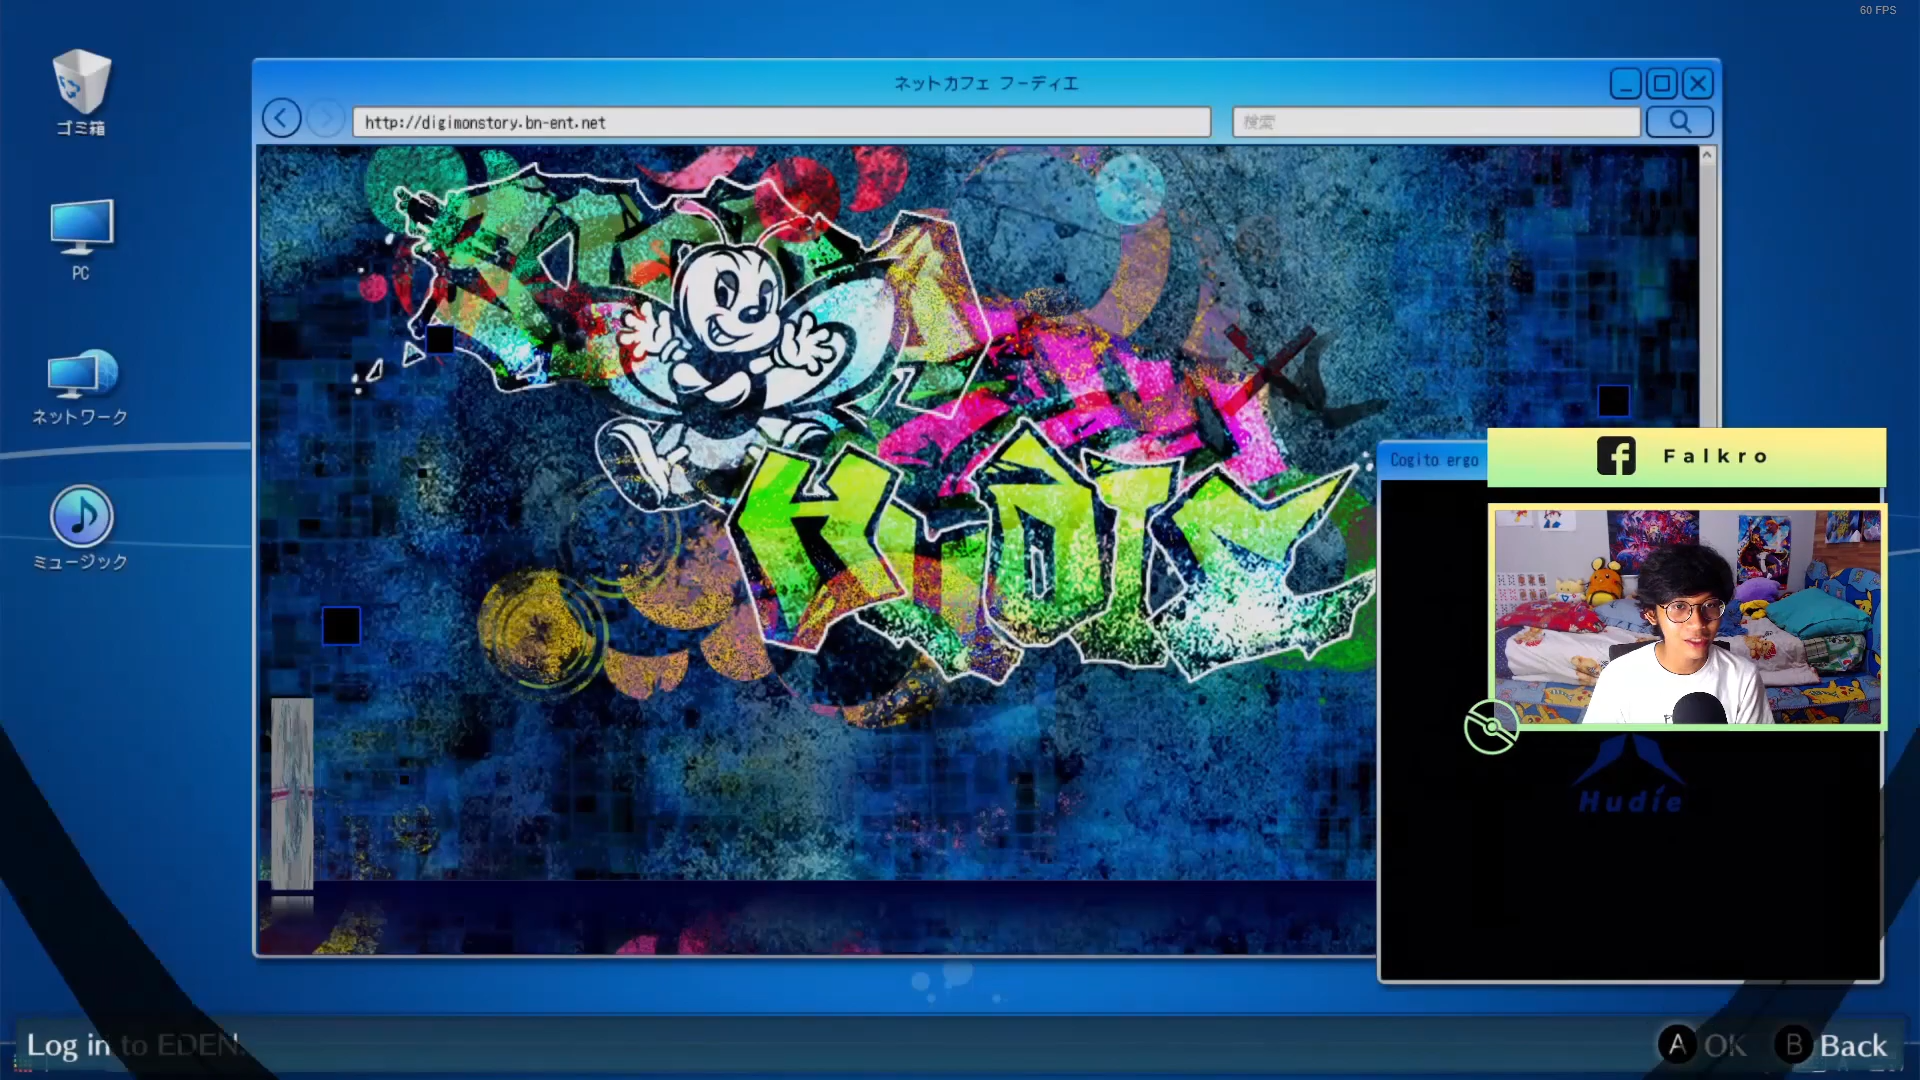 60 FPS
ネットカフェ フーディエ
http://digimonstory.bn-ent.net
検索
ゴミ箱
PC
ネットワーク
ミュージック
Hudie
Cogito ergo
Falkro
Hudie
Log in to EDEN.
A OK B Back